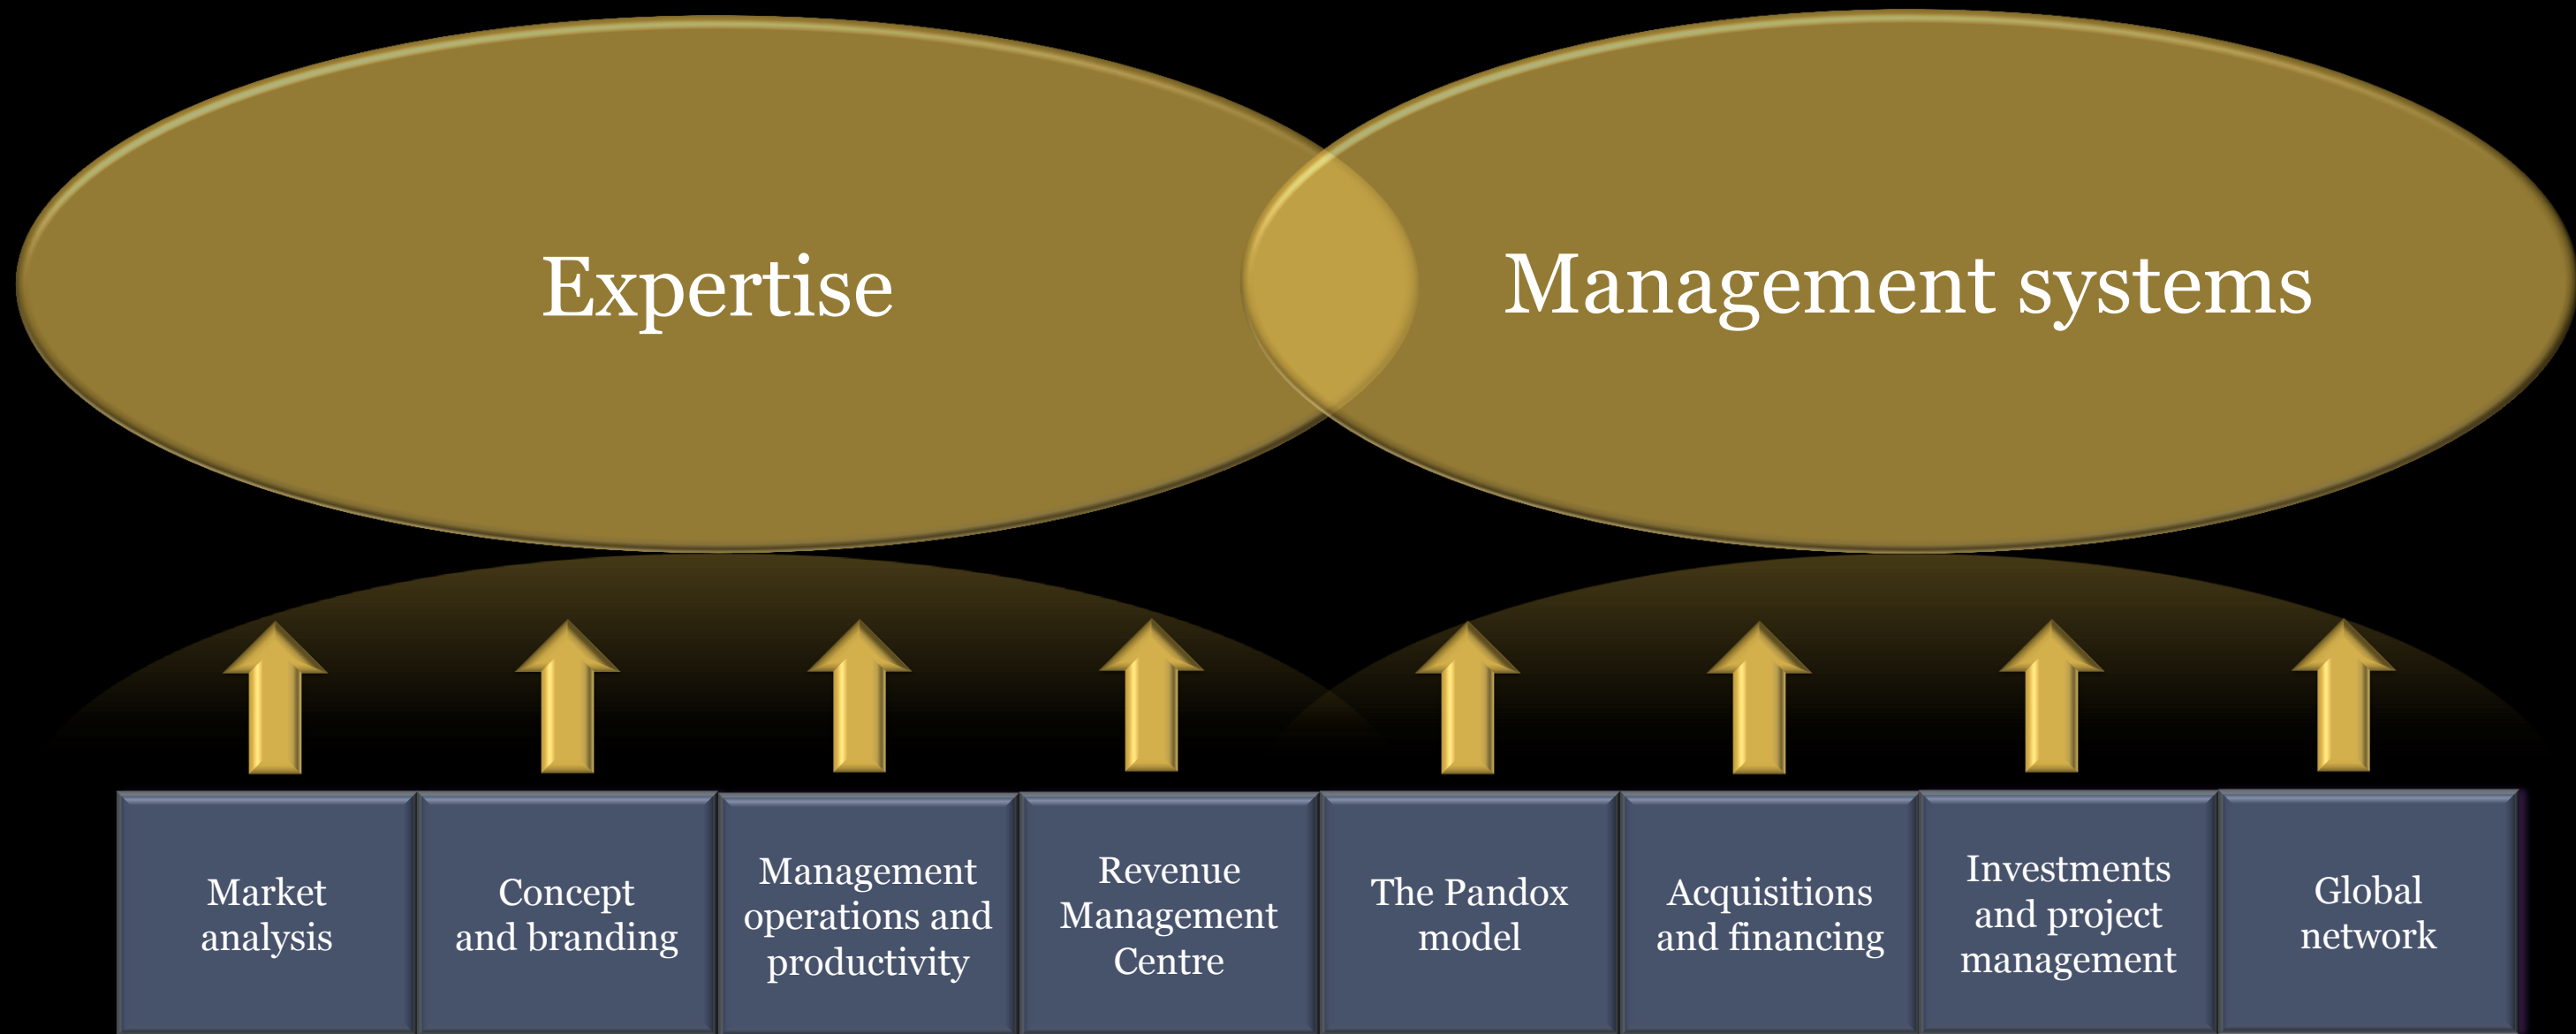 Expertise
Management systems
Market
analysis
Concept
and branding
Management
operations and
productivity
Revenue
Management
Centre
The Pandox
model
Acquisitions
and financing
Investments
and project
management
Global
network